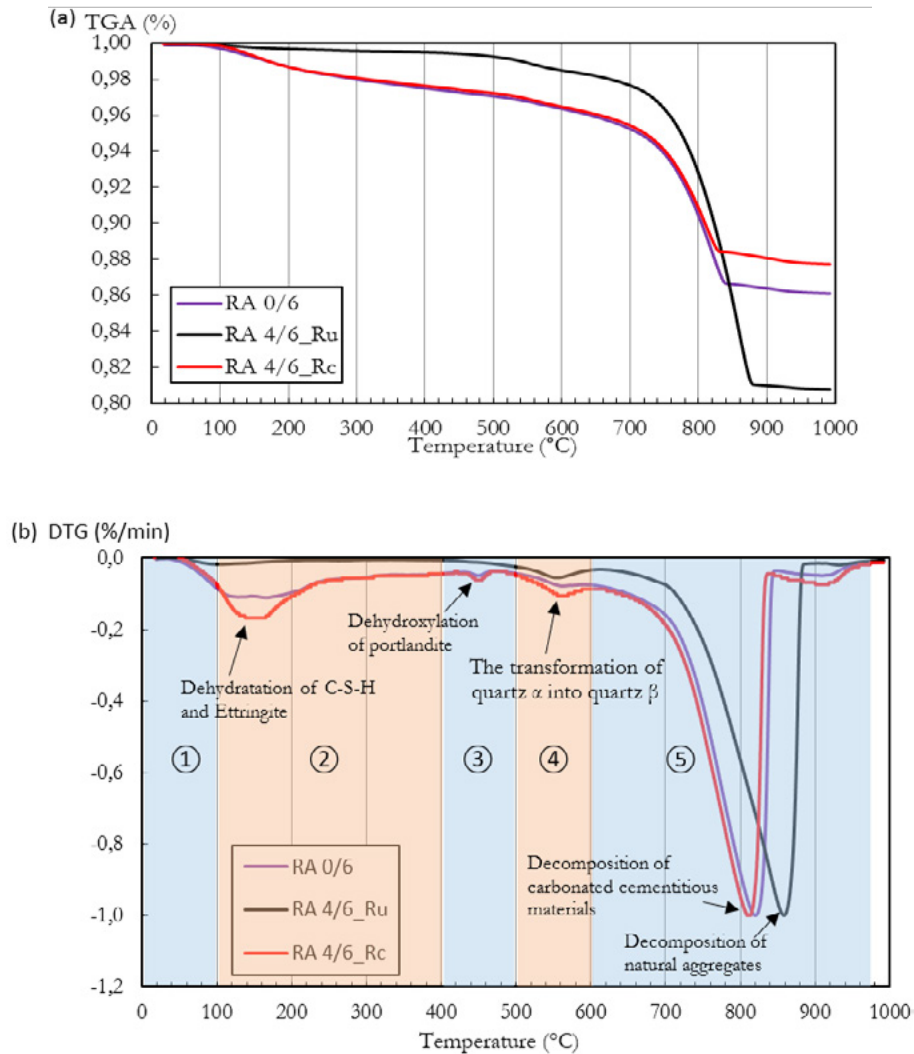 (a) TGA (%)
1,00
0,98
0,96
0,94
0,92
0,90
0,88
0,86
0,84
0,82
0,80
RA 0/6
RA 4/6_Ru
RA 4/6_Rc
0 100 200 300 400 500 600 700 800 900 1000
Temperature (°C)
(b) DTG (%/min)
0,0
-0,2
-0,4
-0,6
-0,8
-1,0
-1,2
Dehydroxylation
of portlandite
Dehydratation of C-S-H
and Ettringite
The transformation of
quartz α into quartz β
① ② ③ ④ ⑤
RA 0/6
RA 4/6_Ru
RA 4/6_Rc
Decomposition of
carbonated cementitious
materials
Decomposition of
natural aggregates
0 100 200 300 400 500 600 700 800 900 1000
Temperature (°C)